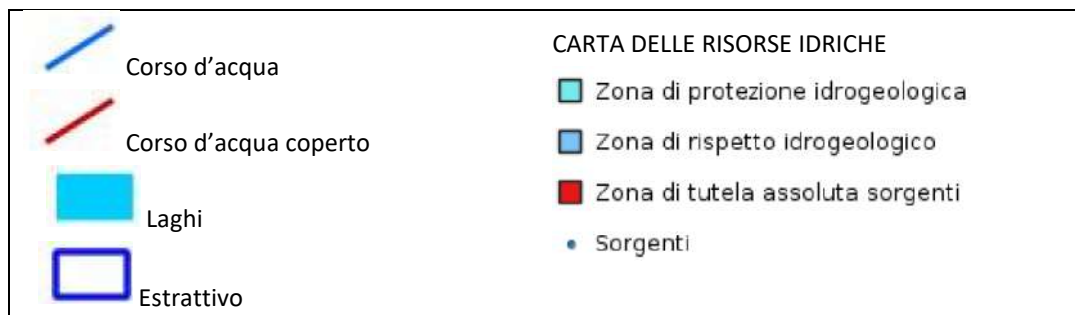 Corso d’acqua
Corso d’acqua coperto
Laghi
Estrattivo
CARTA DELLE RISORSE IDRICHE
Zona di protezione idrogeologica
Zona di rispetto idrogeologico
Zona di tutela assoluta sorgenti
Sorgenti